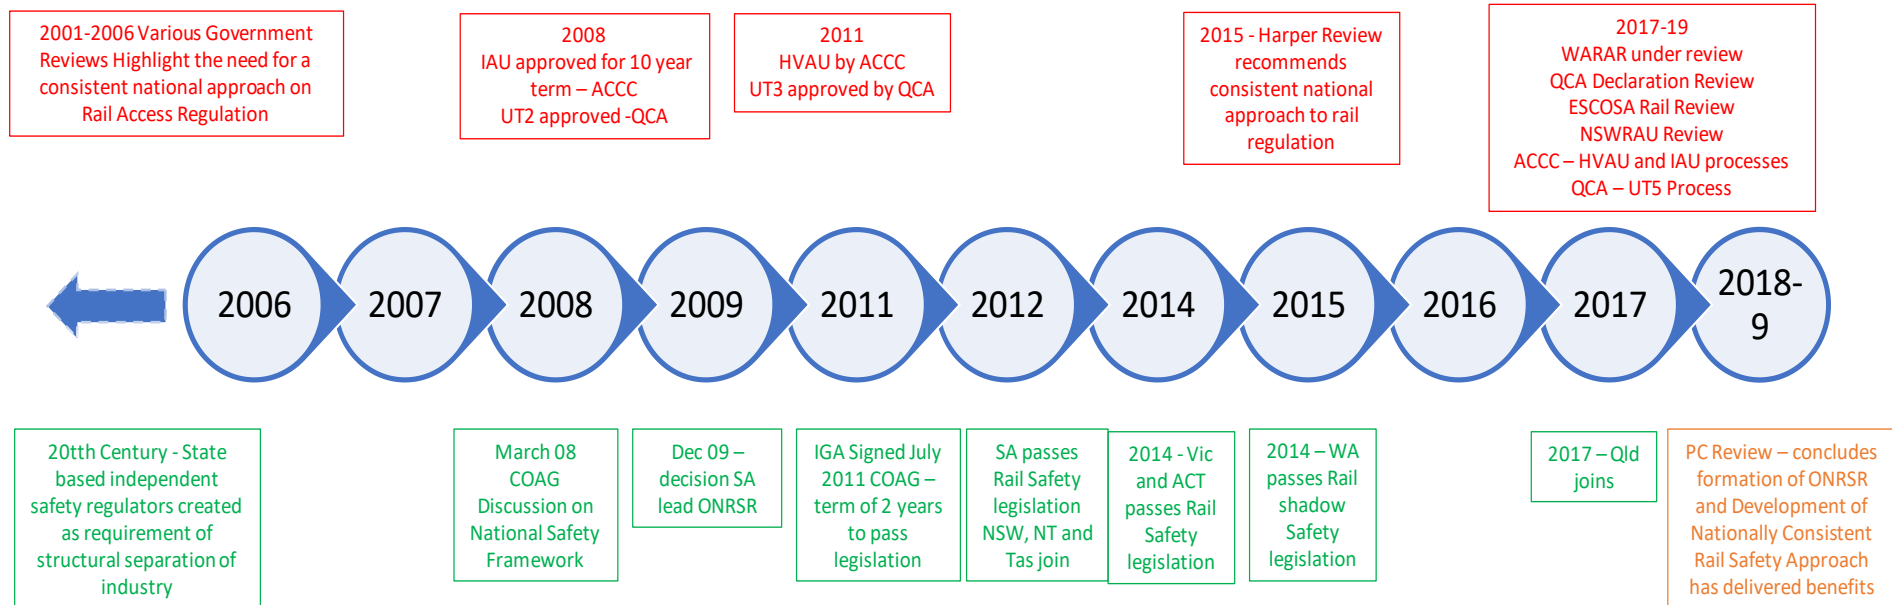 2001-2006 Various Government
Reviews Highlight the need for a
consistent national approach on
Rail Access Regulation
2008
IAU approved for 10 year
term – ACCC
UT2 approved -QCA
2011
HVAU by ACCC
UT3 approved by QCA
2015 - Harper Review
recommends
consistent national
approach to rail
regulation
2017-19
WARAR under review
QCA Declaration Review
ESCOSA Rail Review
NSWRAU Review
ACCC – HVAU and IAU processes
QCA – UT5 Process
2006
2007
2008
2009
2011
2012
2014
2015
2016
2017
2018-
9
20tth Century - State
based independent
safety regulators created
as requirement of
structural separation of
industry
March 08
COAG
Discussion on
National Safety
Framework
Dec 09 –
decision SA
lead ONRSR
IGA Signed July
2011 COAG –
term of 2 years
to pass
legislation
SA passes
Rail Safety
legislation
NSW, NT and
Tas join
2014 - Vic
and ACT
passes Rail
Safety
legislation
2014 – WA
passes Rail
shadow
Safety
legislation
2017 – Qld
joins
PC Review – concludes
formation of ONRSR
and Development of
Nationally Consistent
Rail Safety Approach
has delivered benefits